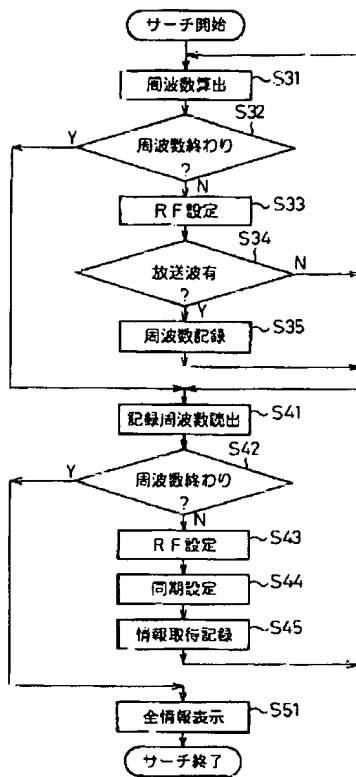 サーチ開始
周波数算出 S31
S32
Y 周波数終わり
?
N
RF設定 S33
S34
放送波有 N
?
Y
周波数記録 S35
記録周波数読出 S41
S42
Y 周波数終わり
?
N
RF設定 S43
同期設定 S44
情報取得記録 S45
全情報表示 S51
サーチ終了